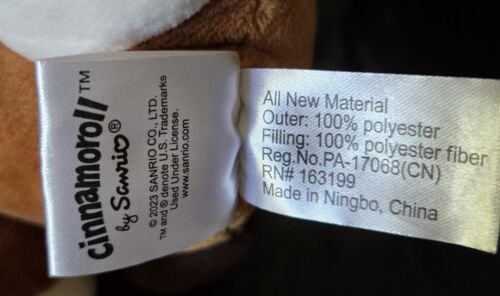 cinnamoroll™
by Sanrio®
© 2023 SANRIO CO., LTD.
TM and ® denote U.S. Trademarks
Used Under License.
www.sanrio.com
All New Material
Outer: 100% polyester
Filling: 100% polyester fiber
Reg.No.PA-17068(CN)
RN# 163199
Made in Ningbo, China